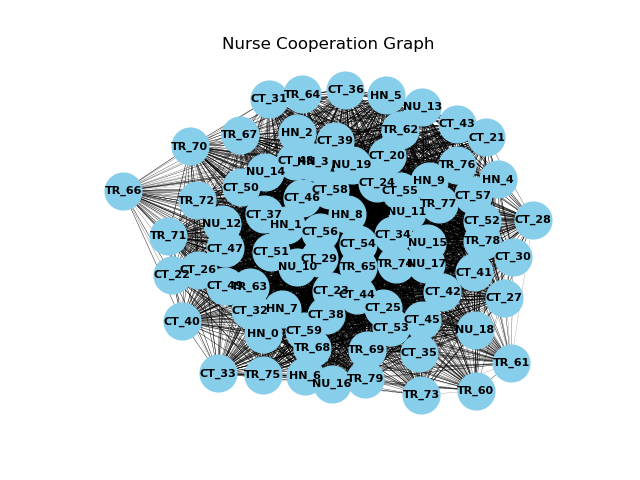 Nurse Cooperation Graph
CT_36
TR_64
HN_5
CT_31
NU_13
CT_43
TR_62
HN_2
TR_67
CT_21
CT_39
TR_70
CT_20
CT_48
HN_3
NU_19
TR_76
NU_14
HN_4
HN_9
CT_24
CT_50
CT_58
CT_55
TR_66
CT_57
CT_46
TR_72
TR_77
NU_11
CT_37
HN_8
CT_28
CT_52
NU_12
HN_1
CT_56
CT_34
TR_71
TR_78
NU_15
CT_54
CT_47
CT_51
CT_30
CT_29
TR_74
NU_17
NU_10
TR_65
CT_26
CT_41
CT_22
CT_49
TR_63
CT_23
CT_42
CT_44
CT_27
HN_7
CT_25
CT_32
CT_38
CT_45
CT_40
CT_53
NU_18
CT_59
HN_0
TR_68
TR_69
CT_35
TR_61
CT_33
TR_75
HN_6
TR_79
NU_16
TR_60
TR_73